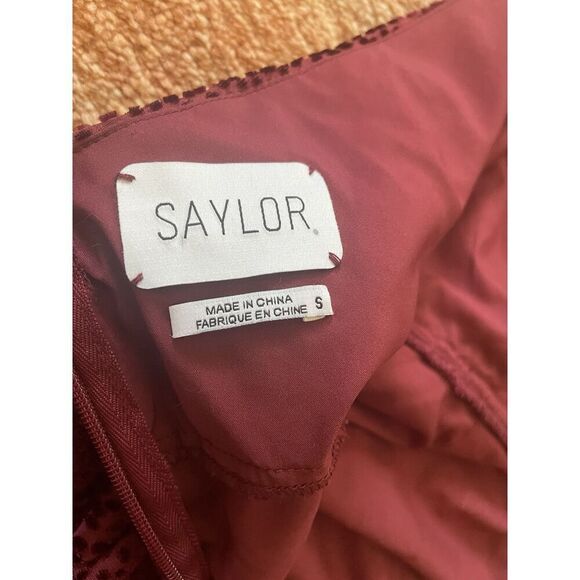 SAYLOR.
MADE IN CHINA
FABRIQUE EN CHINE
S